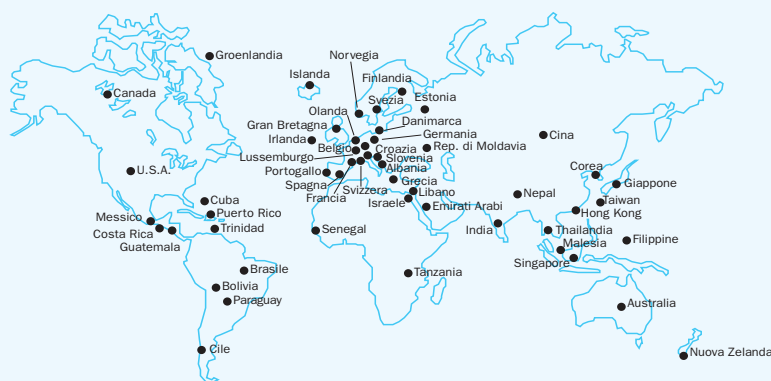 Norvegia
Groenlandia
Islanda
Finlandia
Canada
Svezia
Estonia
Olanda
Danimarca
Gran Bretagna
Germania
Irlanda
Cina
Belgio
Croazia
Rep. di Moldavia
Lussemburgo
Slovenia
Albania
Corea
U.S.A.
Portogallo
Grecia
Giappone
Spagna
Svizzera
Libano
Nepal
Francia
Israele
Taiwan
Cuba
Emirati Arabi
Hong Kong
Messico
Puerto Rico
Costa Rica
Trinidad
Senegal
India
Thailandia
Guatemala
Malesia
Filippine
Singapore
Brasile
Tanzania
Bolivia
Paraguay
Australia
Cile
Nuova Zelanda